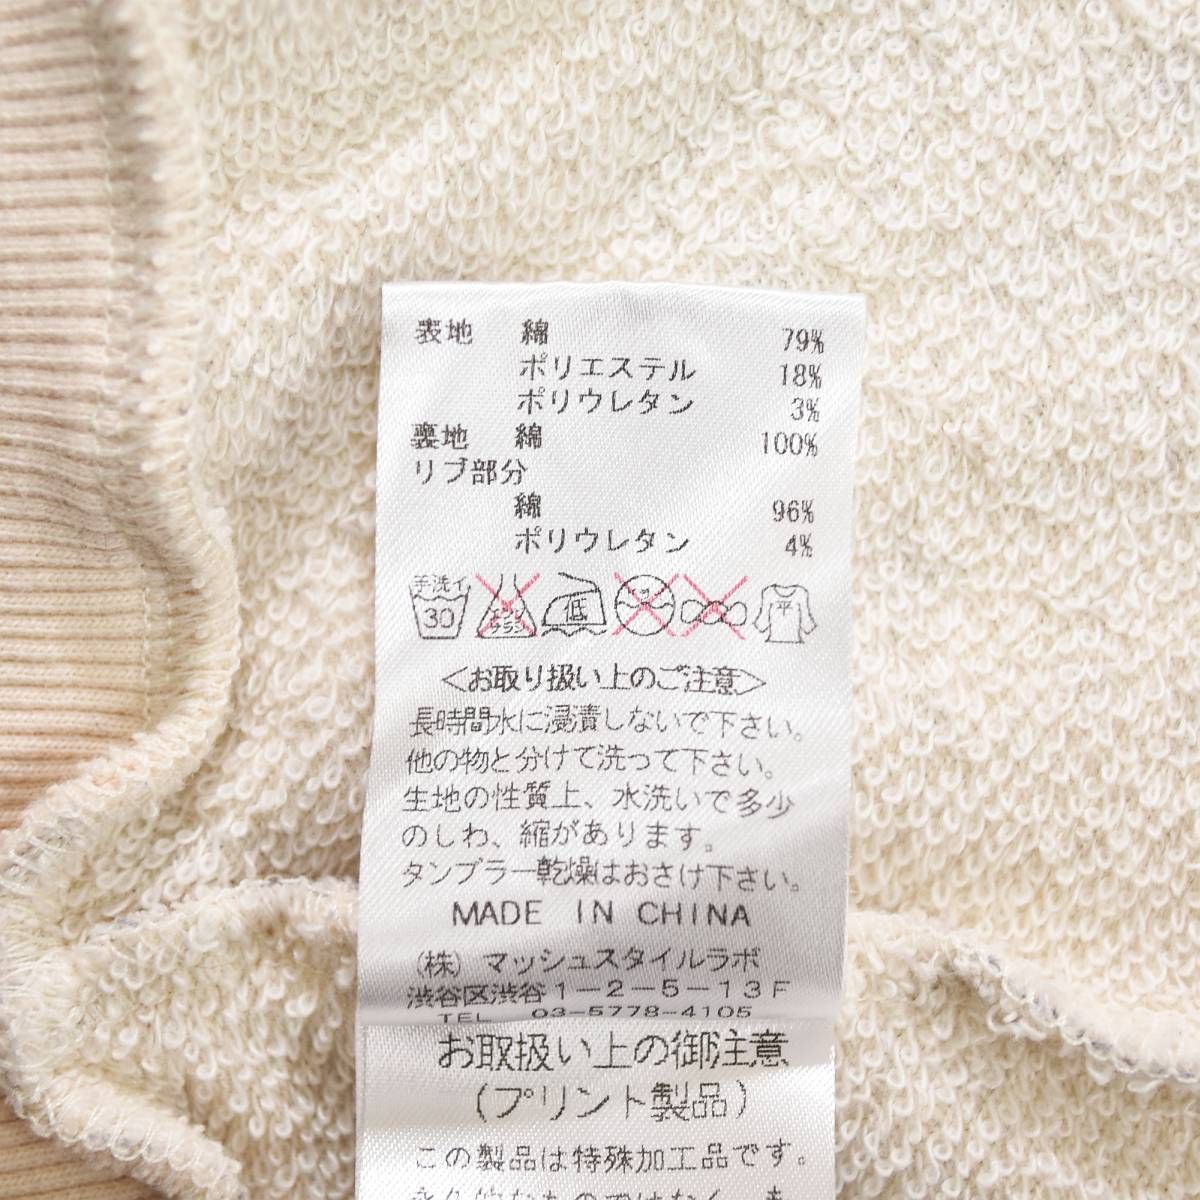 表地 綿 79%
ポリエステル 18%
ポリウレタン 3%
裏地 綿 100%
リブ部分
綿 96%
ポリウレタン 4%
手洗イ 30 エンソサラシ 低 平
<お取り扱い上のご注意>
長時間水に浸漬しないで下さい。
他の物と分けて洗って下さい。
生地の性質上、水洗いで多少
のしわ、縮があります。
タンブラー乾燥はおさけ下さい。
MADE IN CHINA
(株) マッシュスタイルラボ
渋谷区渋谷1-2-5-13F
TEL 03-5778-4105
お取扱い上の御注意
(プリント製品)
この製品は特殊加工品です。